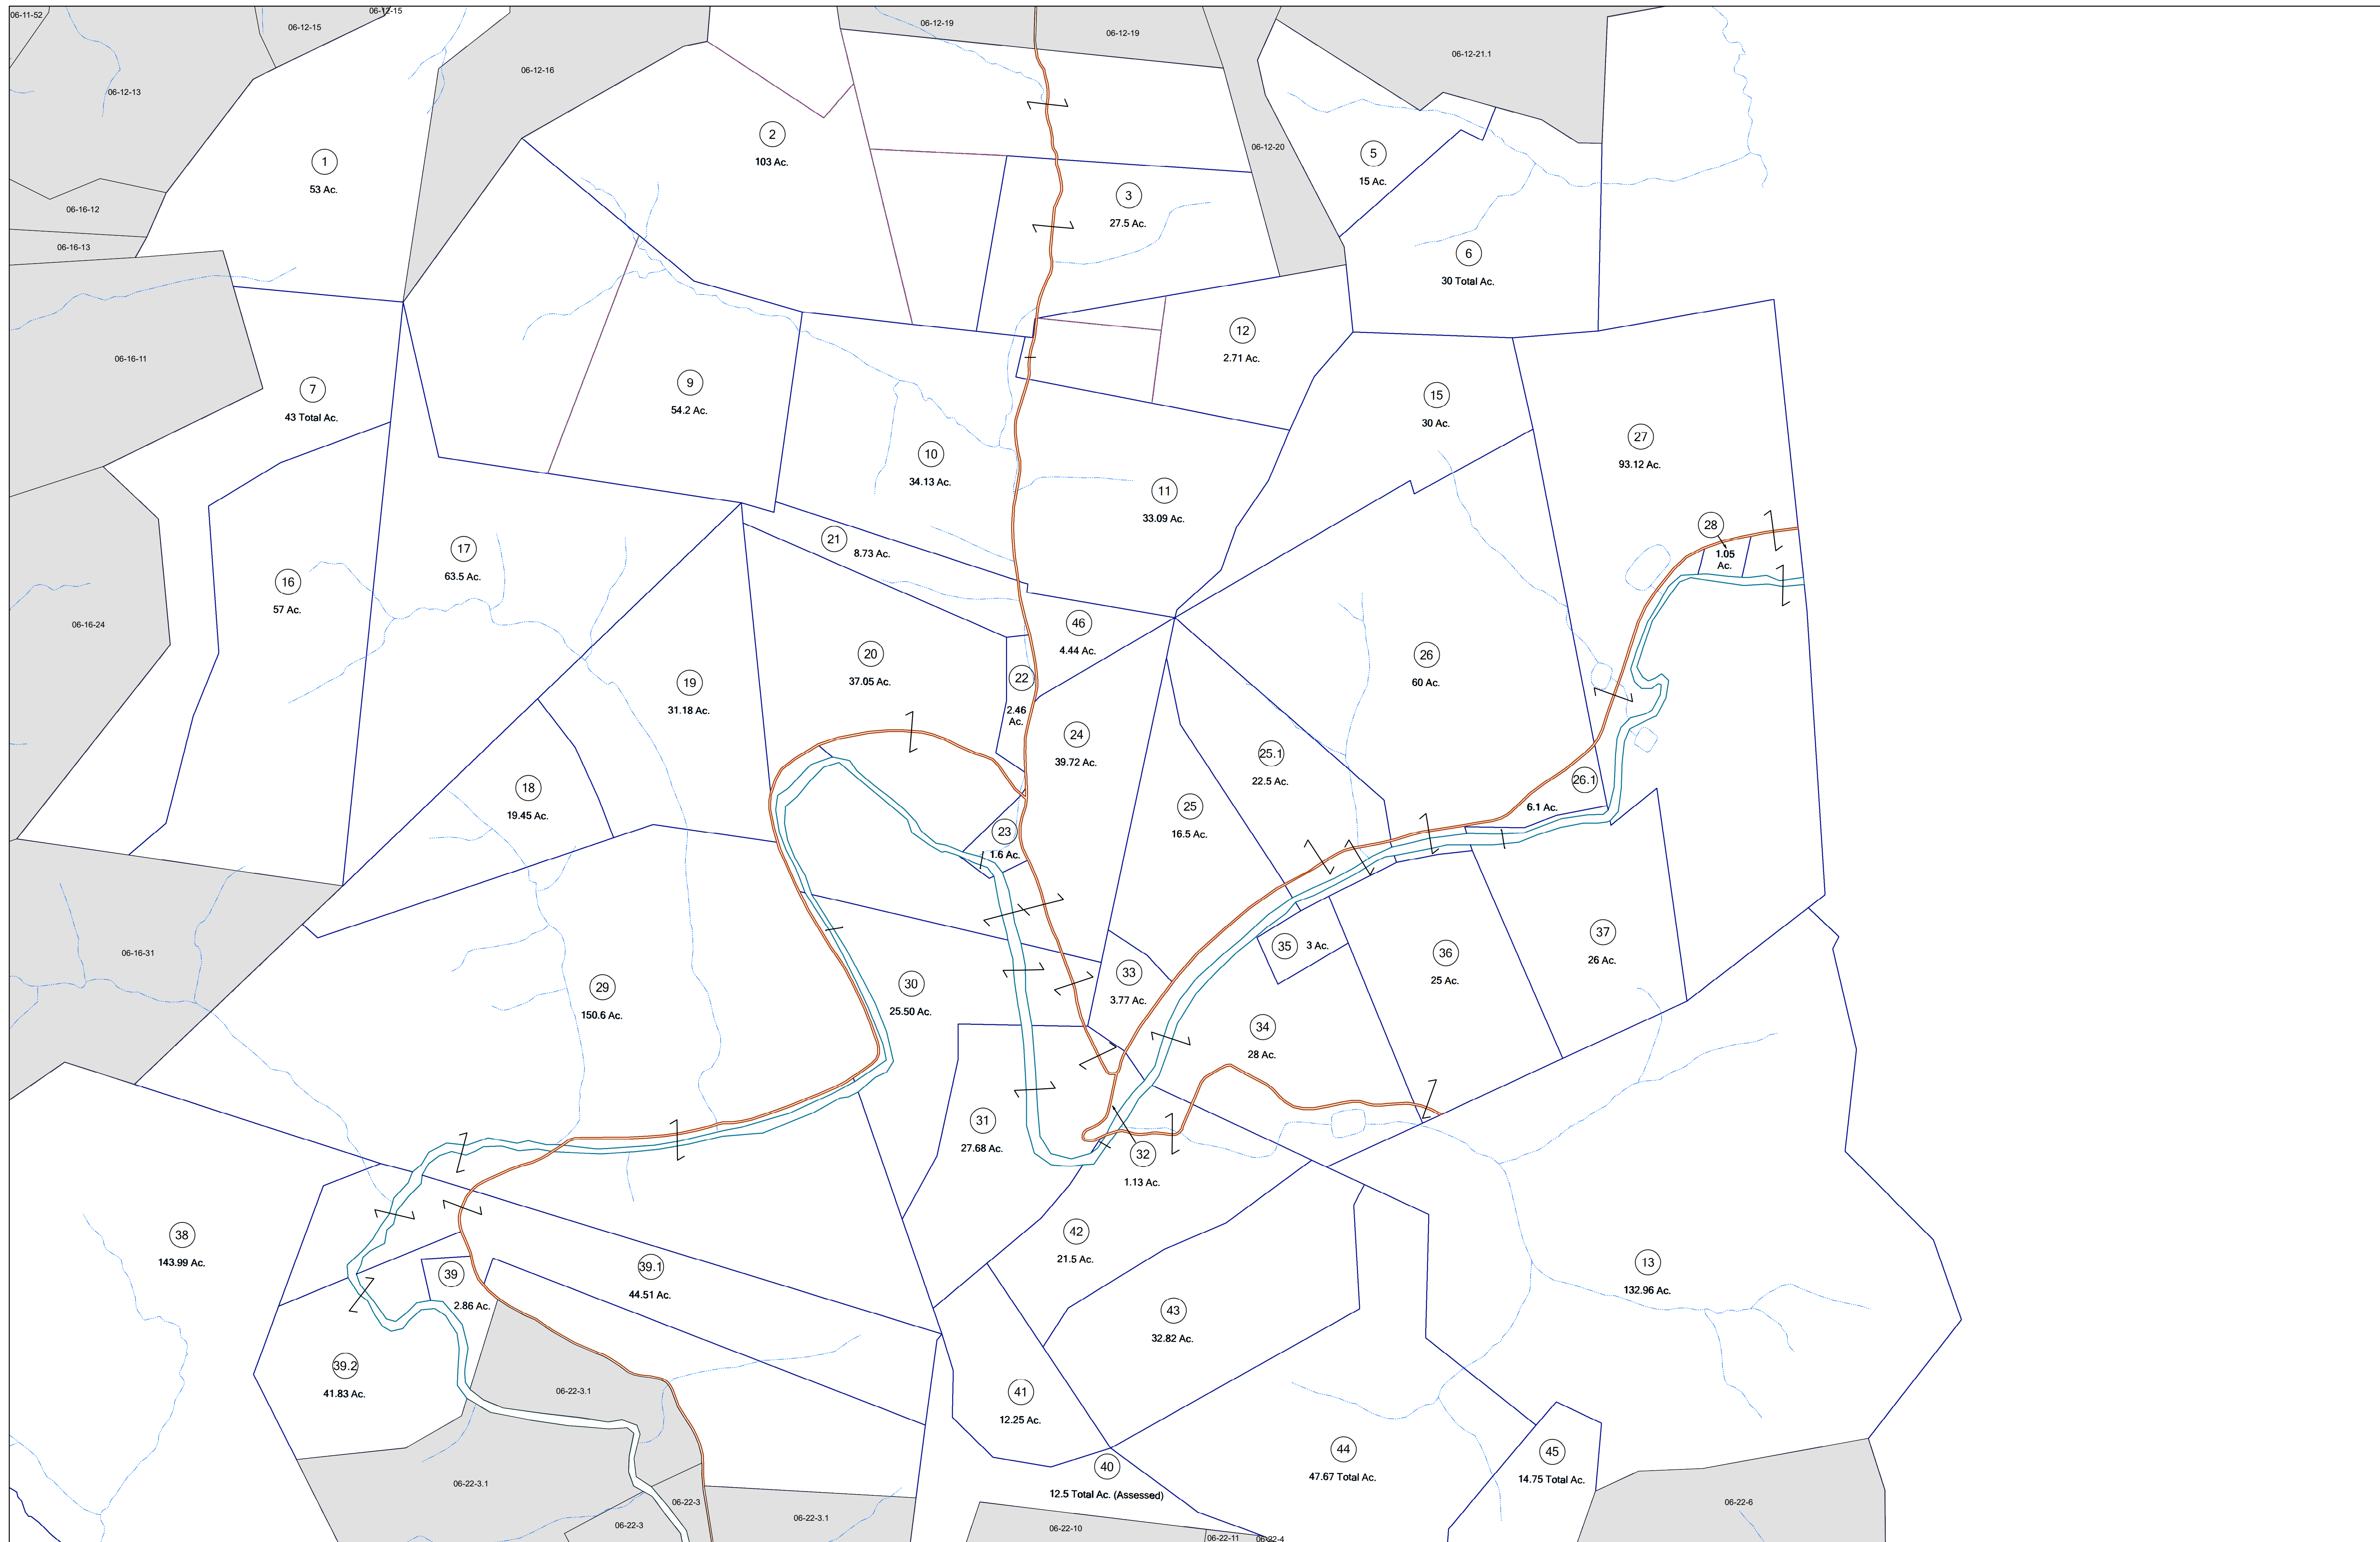 06-11-52
06-12-15
06-12-15
06-12-19
06-12-19
06-12-21.1
06-12-16
06-12-13
2
103 Ac.
06-12-20
5
15 Ac.
1
53 Ac.
3
27.5 Ac.
06-16-12
06-16-13
6
30 Total Ac.
12
2.71 Ac.
06-16-11
7
43 Total Ac.
9
54.2 Ac.
15
30 Ac.
27
93.12 Ac.
10
34.13 Ac.
11
33.09 Ac.
28
1.05
Ac.
21
8.73 Ac.
17
63.5 Ac.
16
57 Ac.
06-16-24
46
4.44 Ac.
20
37.05 Ac.
26
60 Ac.
22
2.46
Ac.
19
31.18 Ac.
24
39.72 Ac.
25.1
22.5 Ac.
26.1
6.1 Ac.
18
19.45 Ac.
25
16.5 Ac.
23
1.6 Ac.
37
26 Ac.
35
3 Ac.
36
25 Ac.
06-16-31
33
3.77 Ac.
30
25.50 Ac.
29
150.6 Ac.
34
28 Ac.
31
27.68 Ac.
32
1.13 Ac.
38
143.99 Ac.
42
21.5 Ac.
13
132.96 Ac.
39.1
44.51 Ac.
39
2.86 Ac.
43
32.82 Ac.
39.2
41.83 Ac.
06-22-3.1
41
12.25 Ac.
44
47.67 Total Ac.
45
14.75 Total Ac.
40
12.5 Total Ac. (Assessed)
06-22-3.1
06-22-3
06-22-6
06-22-3.1
06-22-3
06-22-10
06-22-11
06-22-4